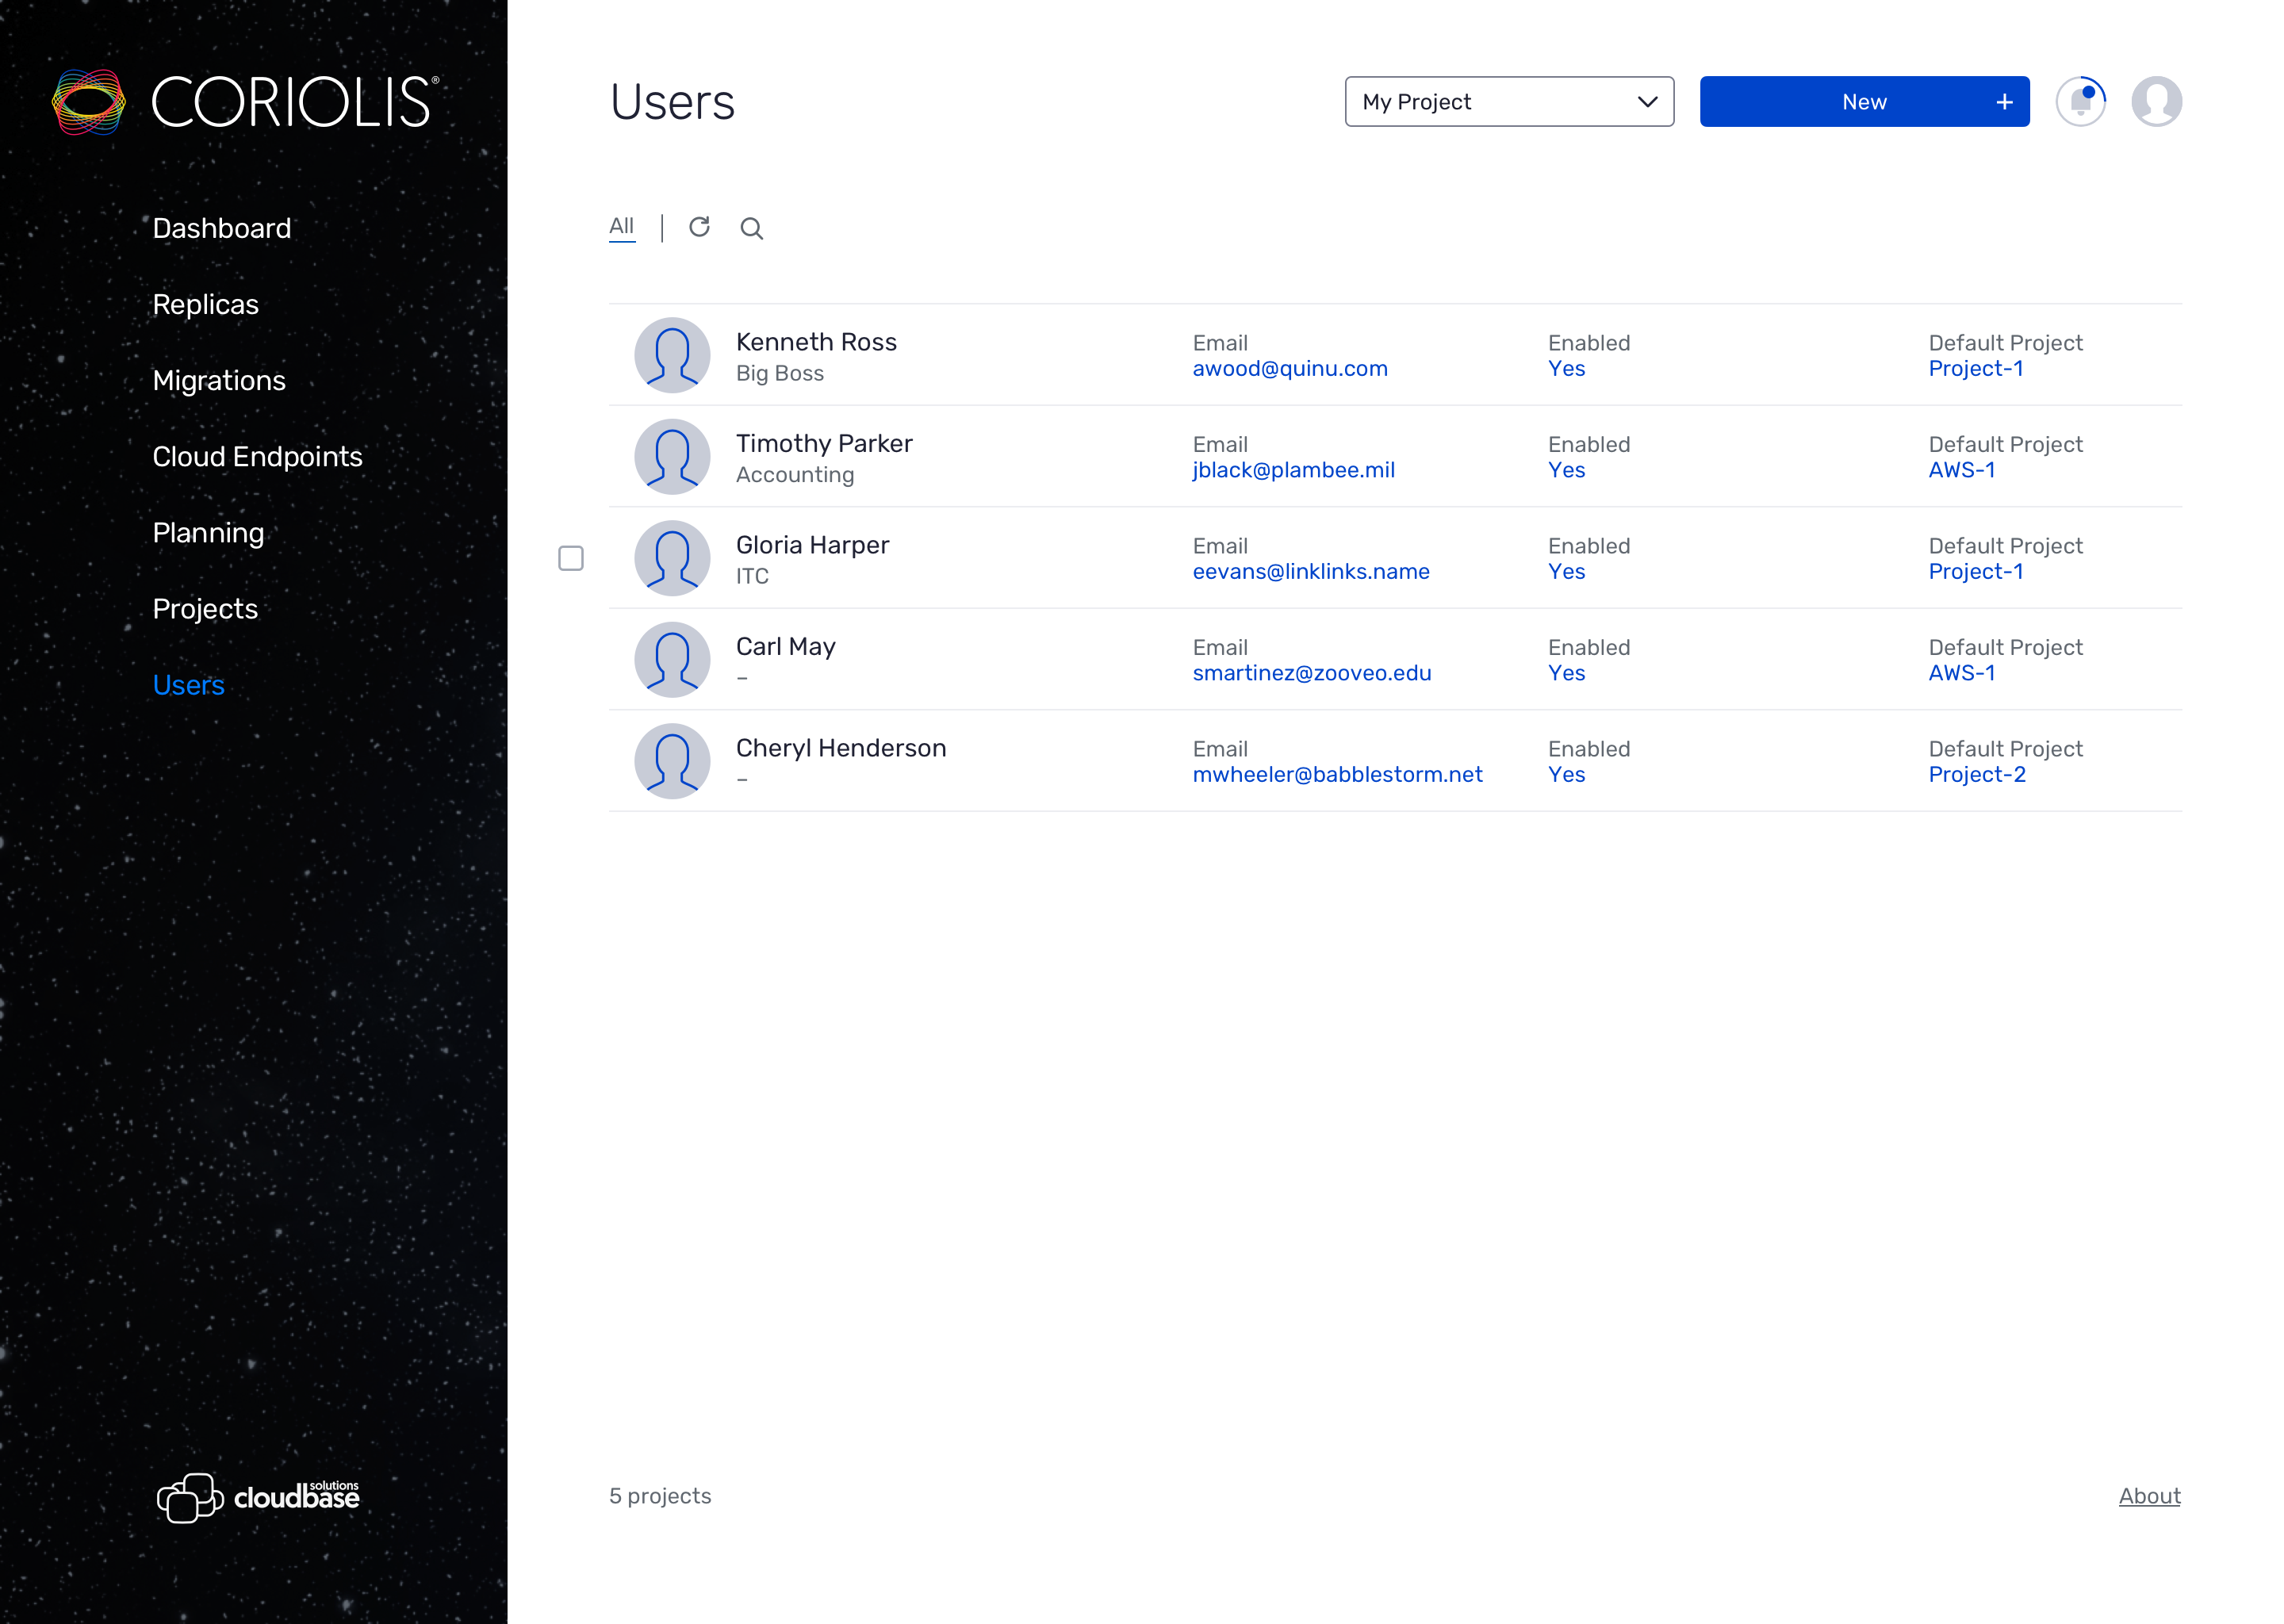 CORIOLIS®
Dashboard
Replicas
Migrations
Cloud Endpoints
Planning
Projects
Users
cloudbase solutions
Users
My Project
New
All
Kenneth Ross
Big Boss
Email
awood@quinu.com
Enabled
Yes
Default Project
Project-1
Timothy Parker
Accounting
Email
jblack@plambee.mil
Enabled
Yes
Default Project
AWS-1
Gloria Harper
ITC
Email
eevans@linklinks.name
Enabled
Yes
Default Project
Project-1
Carl May
–
Email
smartinez@zooveo.edu
Enabled
Yes
Default Project
AWS-1
Cheryl Henderson
–
Email
mwheeler@babblestorm.net
Enabled
Yes
Default Project
Project-2
5 projects
About